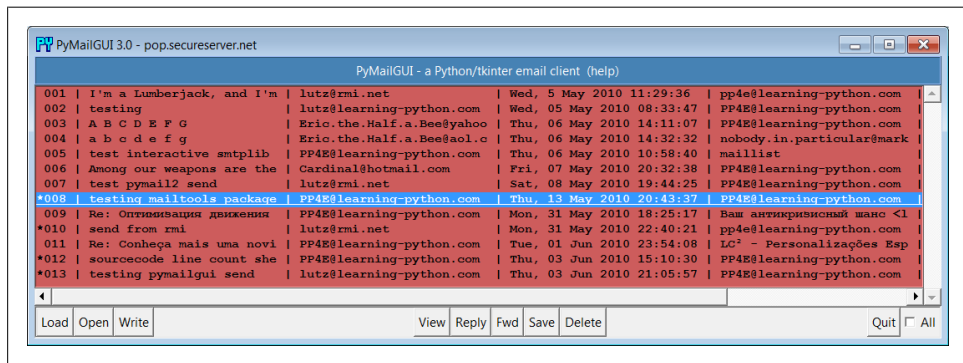 PY PyMailGUI 3.0 - pop.secureserver.net
PyMailGUI - a Python/tkinter email client (help)
001 | I'm a Lumberjack, and I'm | lutz@rmi.net | Wed, 5 May 2010 11:29:36 | pp4e@learning-python.com |
002 | testing | lutz@learning-python.com | Wed, 05 May 2010 08:33:47 | PP4E@learning-python.com |
003 | A B C D E F G | Eric.the.Half.a.Bee@yahoo | Thu, 06 May 2010 14:11:07 | PP4E@learning-python.com |
004 | a b c d e f g | Eric.the.Half.a.Bee@aol.c | Thu, 06 May 2010 14:32:32 | nobody.in.particular@mark |
005 | test interactive smtplib | PP4E@learning-python.com | Thu, 06 May 2010 10:58:40 | maillist |
006 | Among our weapons are the | Cardinal@hotmail.com | Fri, 07 May 2010 20:32:38 | PP4E@learning-python.com |
007 | test pymail2 send | lutz@rmi.net | Sat, 08 May 2010 19:44:25 | PP4E@learning-python.com |
*008 | testing mailtools package | PP4E@learning-python.com | Thu, 13 May 2010 20:43:37 | PP4E@learning-python.com |
009 | Re: Оптимизация движения | PP4E@learning-python.com | Mon, 31 May 2010 18:25:17 | Ваш антикризисный шанс <1 |
*010 | send from rmi | lutz@rmi.net | Mon, 31 May 2010 22:40:21 | pp4e@learning-python.com |
011 | Re: Conheça mais uma novi | PP4E@learning-python.com | Tue, 01 Jun 2010 23:54:08 | LC² - Personalizações Esp |
*012 | sourcecode line count she | PP4E@learning-python.com | Thu, 03 Jun 2010 15:10:30 | PP4E@learning-python.com |
*013 | testing pymailgui send | lutz@learning-python.com | Thu, 03 Jun 2010 21:05:57 | PP4E@learning-python.com |
Load Open Write View Reply Fwd Save Delete Quit All